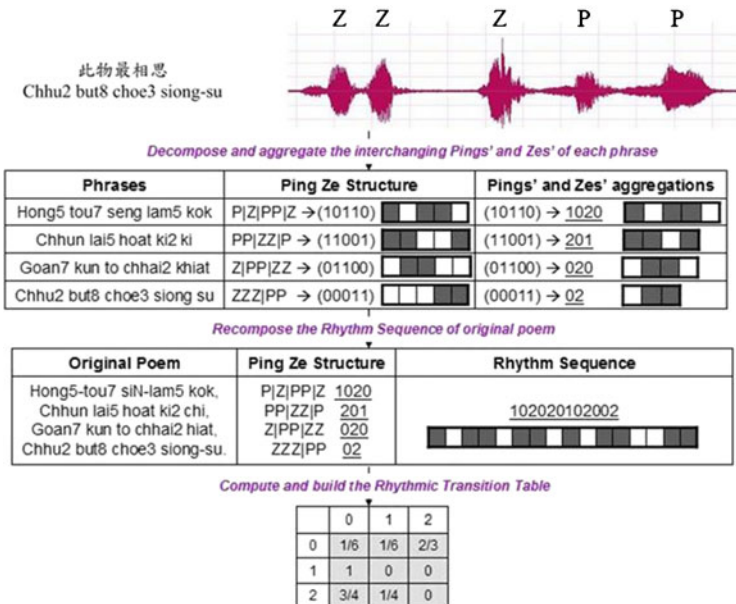 Z Z Z P P
此物最相思
Chhu2 but8 choe3 siong-su
Decompose and aggregate the interchanging Pings' and Zes' of each phrase
Phrases Ping Ze Structure Pings' and Zes' aggregations
Hong5 tou7 seng lam5 kok P|Z|PP|Z → (10110) (10110) → 1020
Chhun lai5 hoat ki2 ki PP|ZZ|P → (11001) (11001) → 201
Goan7 kun to chhai2 khiat Z|PP|ZZ → (01100) (01100) → 020
Chhu2 but8 choe3 siong su ZZZ|PP → (00011) (00011) → 02
Recompose the Rhythm Sequence of original poem
Original Poem Ping Ze Structure Rhythm Sequence
Hong5-tou7 siN-lam5 kok, P|Z|PP|Z 1020
Chhun lai5 hoat ki2 chi, PP|ZZ|P 201
Goan7 kun to chhai2 hiat, Z|PP|ZZ 020
Chhu2 but8 choe3 siong-su. ZZZ|PP 02
102020102002
Compute and build the Rhythmic Transition Table
0 1 2
0 1/6 1/6 2/3
1 1 0 0
2 3/4 1/4 0